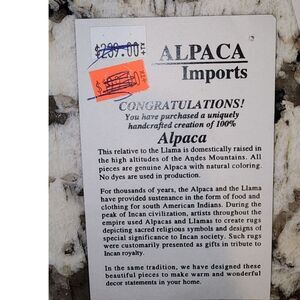 $289.00
ALPACA
Imports
CONGRATULATIONS!
You have purchased a uniquely
handcrafted creation of 100%
Alpaca
This relative to the Llama is domestically raised in
the high altitudes of the Andes Mountains. All
pieces are genuine Alpaca with natural coloring.
No dyes are used in production.
For thousands of years, the Alpaca and the Llama
have provided sustenance in the form of food and
clothing for south American Indians. During the
peak of Incan civilization, artists throughout the
empire used Alpacas and Llamas to create rugs
depicting sacred religious symbols and designs of
special significance to Incan society. Such rugs
were customarily presented as gifts in tribute to
Incan royalty.
In the same tradition, we have designed these
beautiful pieces to make warm and wonderful
decor statements in your home.